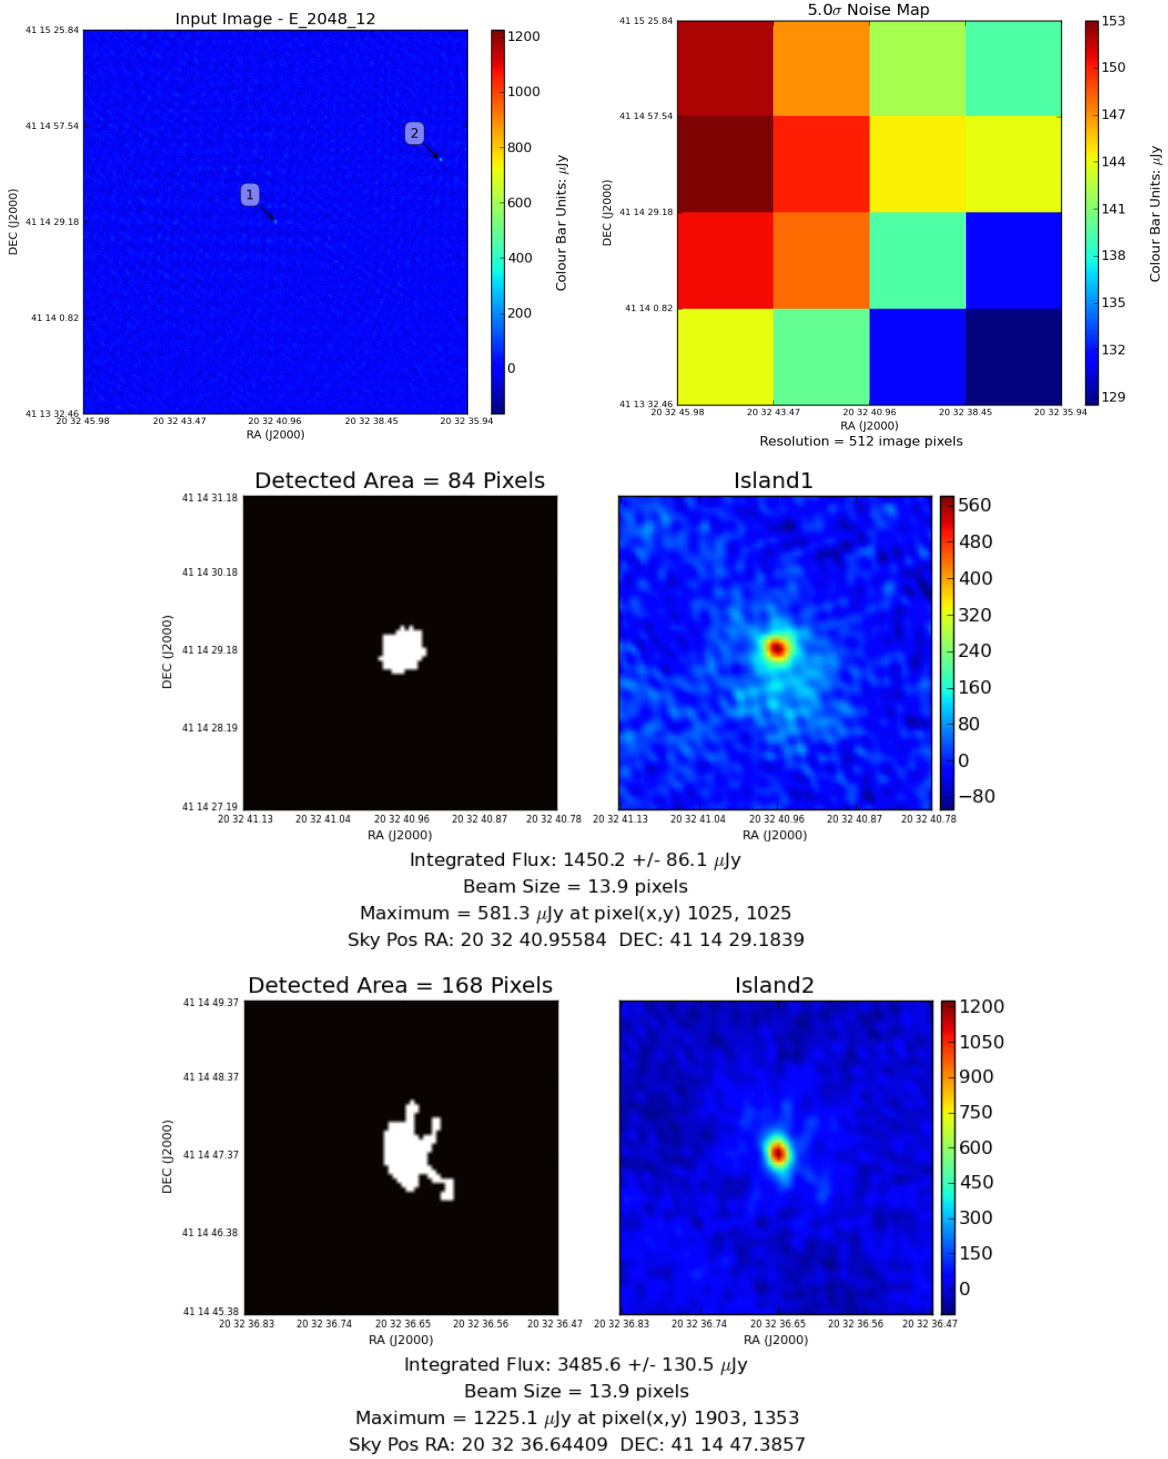 Input Image - E_2048_12
41 15 25.84
41 14 57.54
41 14 29.18
41 14 0.82
41 13 32.46
DEC (J2000)
1
2
20 32 45.98 20 32 43.47 20 32 40.96 20 32 38.45 20 32 35.94
RA (J2000)
1200
1000
800
600
400
200
0
Colour Bar Units: μJy
5.0σ Noise Map
41 15 25.84
41 14 57.54
41 14 29.18
41 14 0.82
41 13 32.46
DEC (J2000)
20 32 45.98 20 32 43.47 20 32 40.96 20 32 38.45 20 32 35.94
RA (J2000)
Resolution = 512 image pixels
153
150
147
144
141
138
135
132
129
Colour Bar Units: μJy
Detected Area = 84 Pixels
41 14 31.18
41 14 30.18
41 14 29.18
41 14 28.19
41 14 27.19
DEC (J2000)
20 32 41.13 20 32 41.04 20 32 40.96 20 32 40.87 20 32 40.78
RA (J2000)
Island1
20 32 41.13 20 32 41.04 20 32 40.96 20 32 40.87 20 32 40.78
RA (J2000)
560
480
400
320
240
160
80
0
−80
Integrated Flux: 1450.2 +/- 86.1 μJy
Beam Size = 13.9 pixels
Maximum = 581.3 μJy at pixel(x,y) 1025, 1025
Sky Pos RA: 20 32 40.95584 DEC: 41 14 29.1839
Detected Area = 168 Pixels
41 14 49.37
41 14 48.37
41 14 47.37
41 14 46.38
41 14 45.38
DEC (J2000)
20 32 36.83 20 32 36.74 20 32 36.65 20 32 36.56 20 32 36.47
RA (J2000)
Island2
20 32 36.83 20 32 36.74 20 32 36.65 20 32 36.56 20 32 36.47
RA (J2000)
1200
1050
900
750
600
450
300
150
0
Integrated Flux: 3485.6 +/- 130.5 μJy
Beam Size = 13.9 pixels
Maximum = 1225.1 μJy at pixel(x,y) 1903, 1353
Sky Pos RA: 20 32 36.64409 DEC: 41 14 47.3857